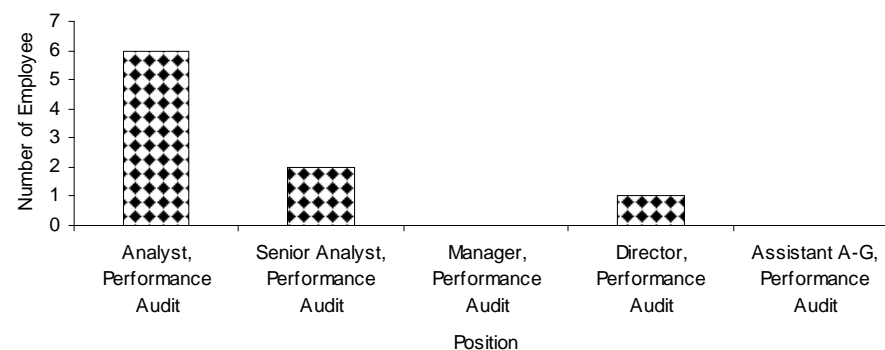 Number of Employee
7
6
5
4
3
2
1
0
Analyst,
Performance
Audit
Senior Analyst,
Performance
Audit
Manager,
Performance
Audit
Director,
Performance
Audit
Assistant A-G,
Performance
Audit
Position